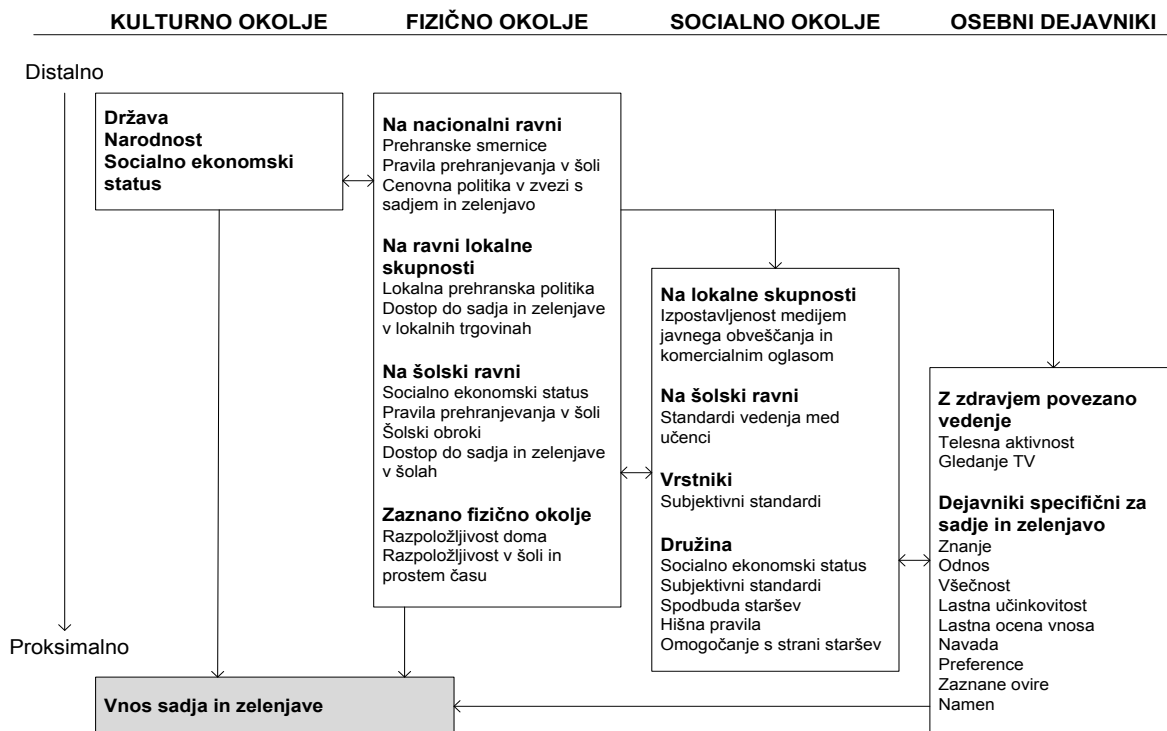 KULTURNO OKOLJE
FIZIČNO OKOLJE
SOCIALNO OKOLJE
OSEBNI DEJAVNIKI
Distalno
Proksimalno
Država
Narodnost
Socialno ekonomski
status
Na nacionalni ravni
Prehranske smernice
Pravila prehranjevanja v šoli
Cenovna politika v zvezi s
sadjem in zelenjavo
Na ravni lokalne
skupnosti
Lokalna prehranska politika
Dostop do sadja in zelenjave
v lokalnih trgovinah
Na šolski ravni
Socialno ekonomski status
Pravila prehranjevanja v šoli
Šolski obroki
Dostop do sadja in zelenjave
v šolah
Zaznano fizično okolje
Razpoložljivost doma
Razpoložljivost v šoli in
prostem času
Na lokalne skupnosti
Izpostavljenost medijem
javnega obveščanja in
komercialnim oglasom
Na šolski ravni
Standardi vedenja med
učenci
Vrstniki
Subjektivni standardi
Družina
Socialno ekonomski status
Subjektivni standardi
Spodbuda staršev
Hišna pravila
Omogočanje s strani staršev
Z zdravjem povezano
vedenje
Telesna aktivnost
Gledanje TV
Dejavniki specifični za
sadje in zelenjavo
Znanje
Odnos
Všečnost
Lastna učinkovitost
Lastna ocena vnosa
Navada
Preference
Zaznane ovire
Namen
Vnos sadja in zelenjave